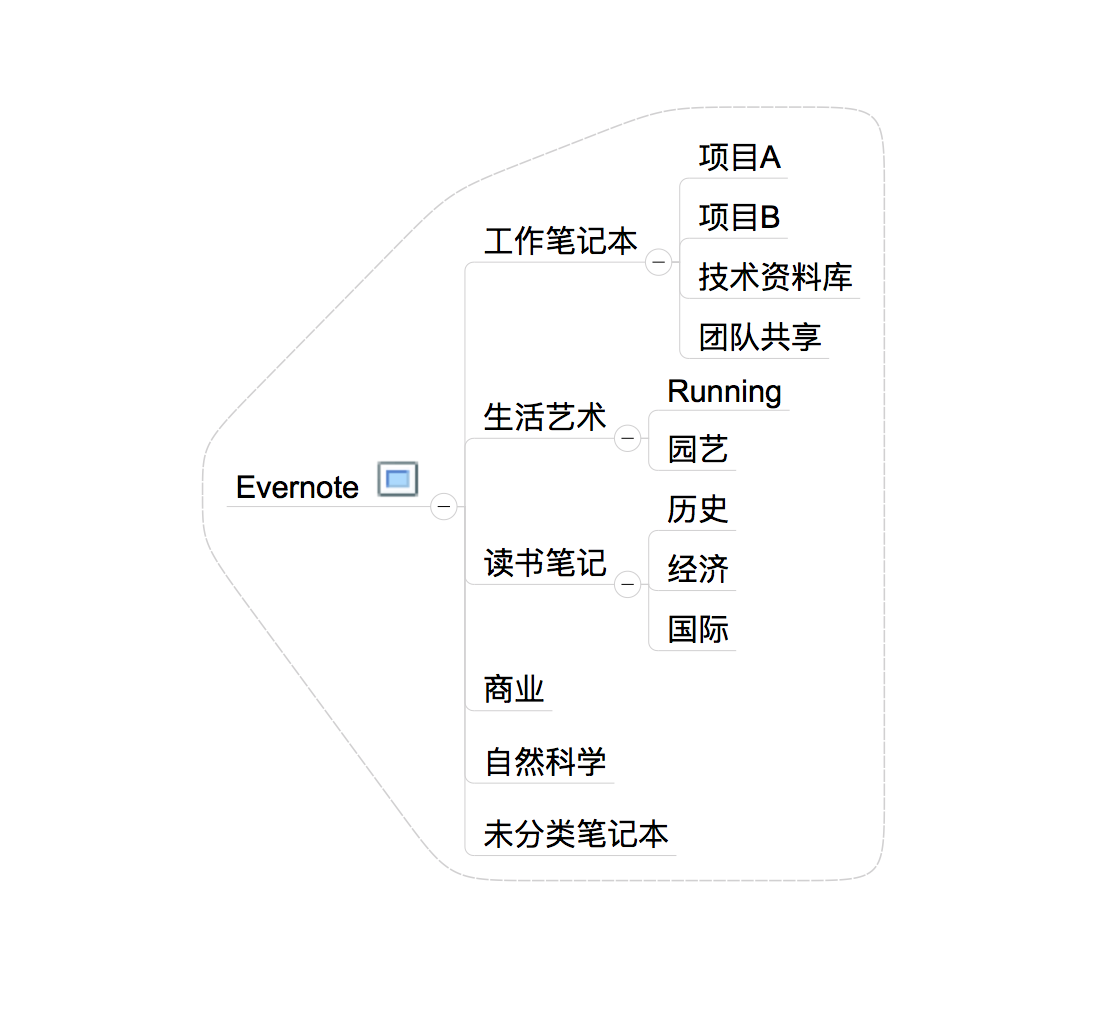 Evernote
工作笔记本
项目A
项目B
技术资料库
团队共享
生活艺术
Running
园艺
读书笔记
历史
经济
国际
商业
自然科学
未分类笔记本